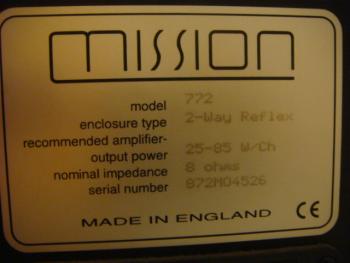 mission
model 772
enclosure type 2-Way Reflex
recommended amplifier-
output power 25-85 W/Ch
nominal impedance 8 ohms
serial number 872M04526
MADE IN ENGLAND CE